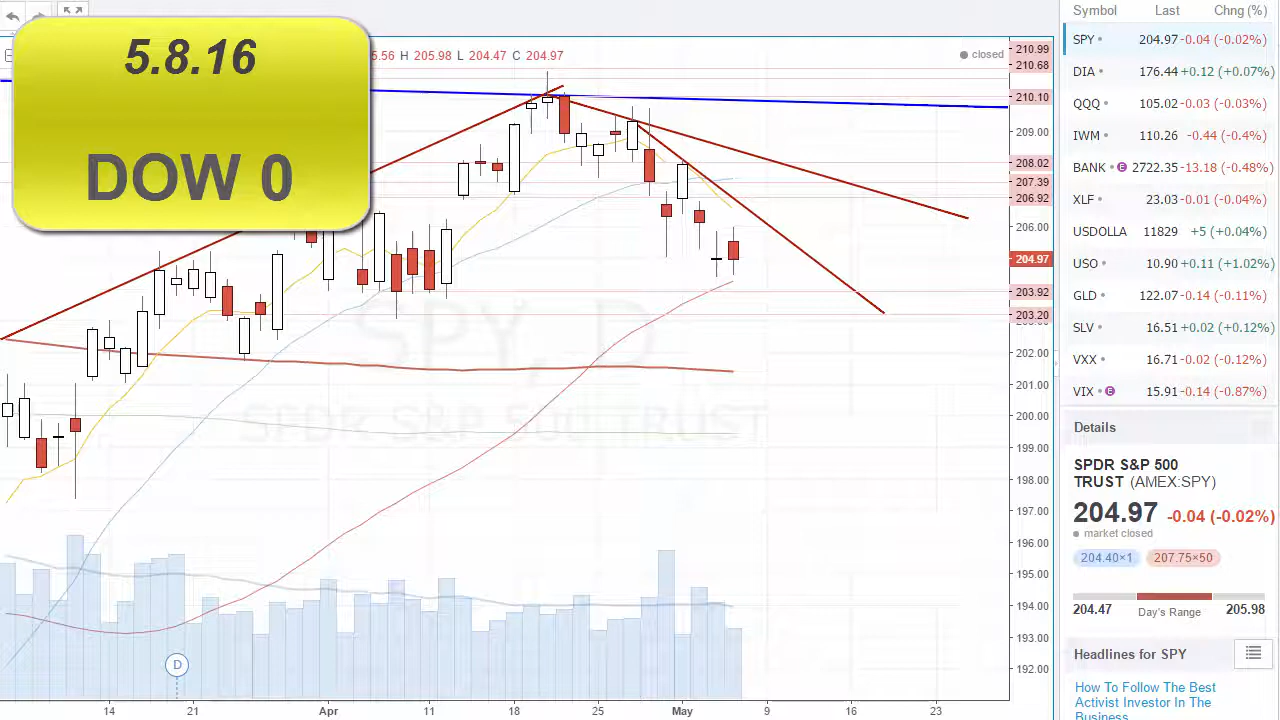 5.8.16
DOW 0
5.56 H 205.98 L 204.47 C 204.97
closed
210.99
210.68
210.10
209.00
208.02
207.39
206.92
206.00
204.97
203.92
203.20
202.00
201.00
200.00
199.00
198.00
197.00
196.00
195.00
194.00
193.00
192.00
SPY, D
SPDR S&P 500 TRUST
D
14 21 Apr 11 18 25 May 9 16 23
Symbol Last Chng (%)
SPY 204.97 -0.04 (-0.02%)
DIA 176.44 +0.12 (+0.07%)
QQQ 105.02 -0.03 (-0.03%)
IWM 110.26 -0.44 (-0.4%)
BANK E 2722.35 -13.18 (-0.48%)
XLF 23.03 -0.01 (-0.04%)
USDOLLA 11829 +5 (+0.04%)
USO 10.90 +0.11 (+1.02%)
GLD 122.07 -0.14 (-0.11%)
SLV 16.51 +0.02 (+0.12%)
VXX 16.71 -0.02 (-0.12%)
VIX E 15.91 -0.14 (-0.87%)
Details
SPDR S&P 500
TRUST (AMEX:SPY)
204.97 -0.04 (-0.02%)
market closed
204.40×1 207.75×50
204.47 Day's Range 205.98
Headlines for SPY
How To Follow The Best
Activist Investor In The
Business